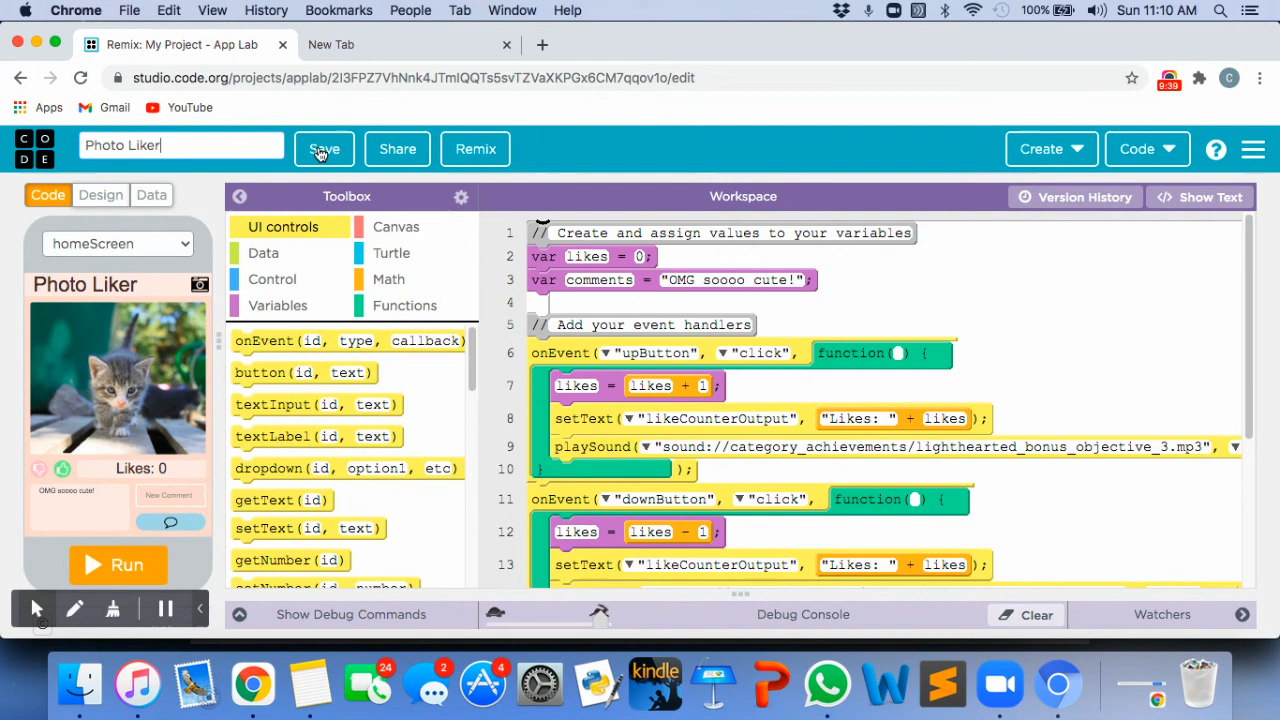 Chrome File Edit View History Bookmarks People Tab Window Help 100% Sun 11:10 AM
Remix: My Project - App Lab New Tab
studio.code.org/projects/applab/2I3FPZ7VhNnk4JTmIQQTs5svTZVaXKPGx6CM7qqov1o/edit 9:39 C
Apps Gmail YouTube
C O D E Photo Liker Save Share Remix Create Code ?
Code Design Data Toolbox Workspace Version History </> Show Text
homeScreen
Photo Liker
Likes: 0
OMG soooo cute!
New Comment
Run
UI controls Canvas
Data Turtle
Control Math
Variables Functions
onEvent(id, type, callback)
button(id, text)
textInput(id, text)
textLabel(id, text)
dropdown(id, option1, etc)
getText(id)
setText(id, text)
getNumber(id)
setNumber(id, number)
1 // Create and assign values to your variables
2 var likes = 0;
3 var comments = "OMG soooo cute!";
4
5 // Add your event handlers
6 onEvent("upButton", "click", function() {
7 likes = likes + 1;
8 setText("likeCounterOutput", "Likes: " + likes);
9 playSound("sound://category_achievements/lighthearted_bonus_objective_3.mp3",
10 } );
11 onEvent("downButton", "click", function() {
12 likes = likes - 1;
13 setText("likeCounterOutput", "Likes: " + likes);
Show Debug Commands Debug Console Clear Watchers
24 2 4 kindle